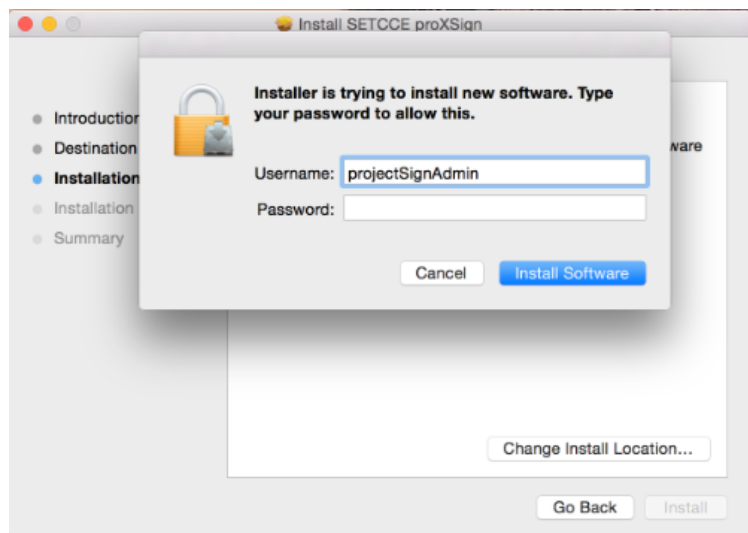 Install SETCCE proXSign
Installer is trying to install new software. Type
your password to allow this.
Username: projectSignAdmin
Password:
Cancel
Install Software
Introduction
Destination
Installation
Installation
Summary
Change Install Location...
Go Back
Install